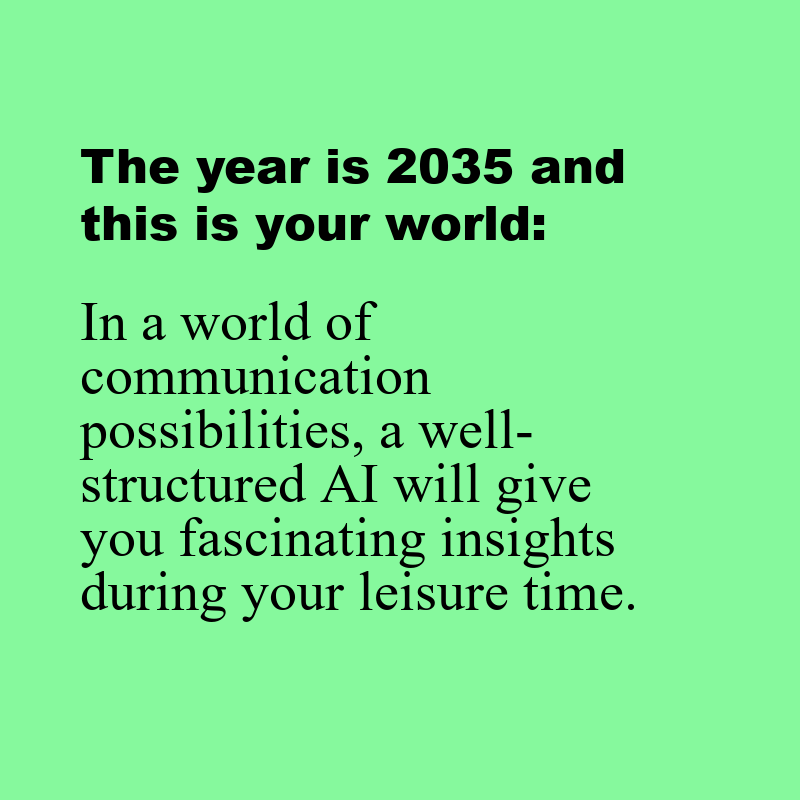 The year is 2035 and
this is your world:
In a world of
communication
possibilities, a well-
structured AI will give
you fascinating insights
during your leisure time.